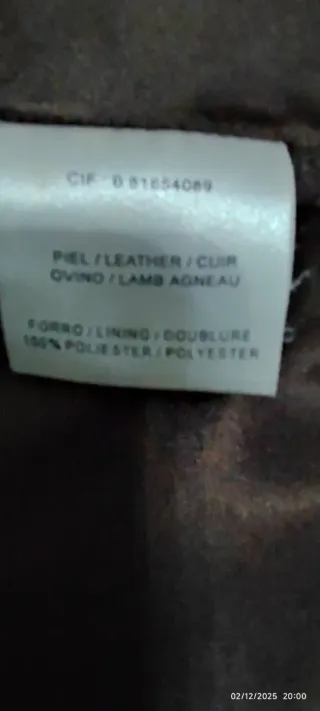 CIF: B 81654089
PIEL / LEATHER / CUIR
OVINO / LAMB AGNEAU
FORRO / LINING / DOUBLURE
100% POLIESTER / POLYESTER
02/12/2025 20:00